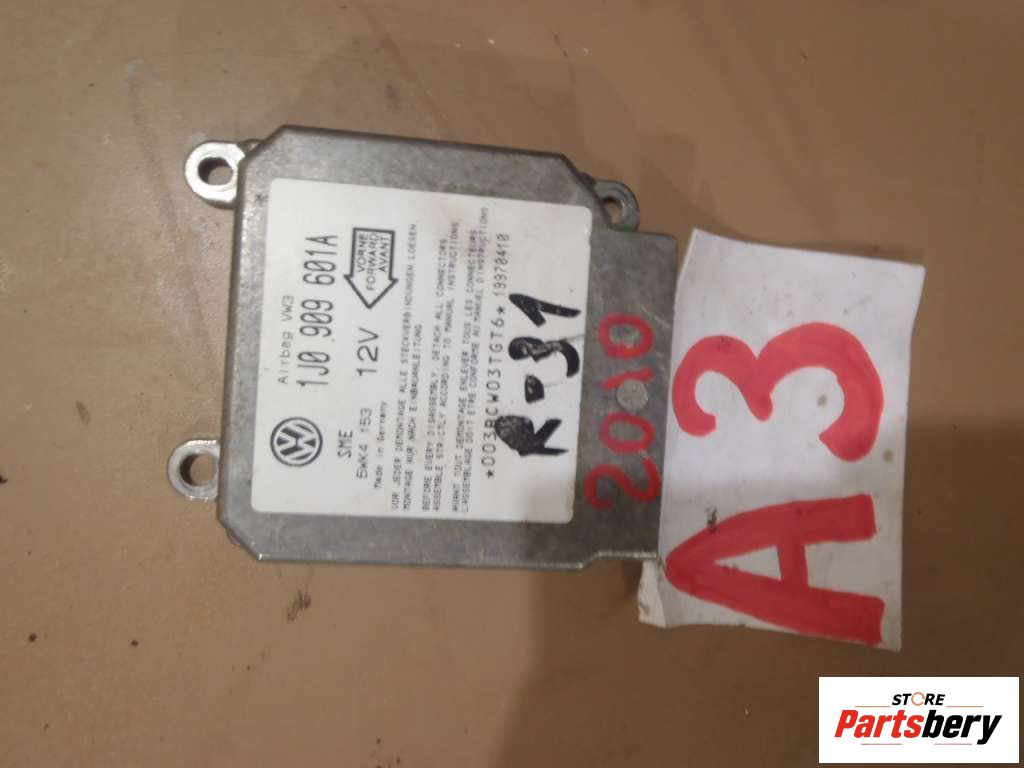 Airbag VW3
1J0 909 601A
SME
5WK4 153
12V
Made in Germany
VORNE
FORWARD
AVANT
VOR JEDER DEMONTAGE ALLE STECKVERBINDUNGEN LOESEN.
MONTAGE NUR NACH EINBAUANLEITUNG
BEFORE EVERY DISASSEMBLY, DETACH ALL CONNECTORS
ASSEMBLE STRICTLY ACCORDING TO MANUAL INSTRUCTIONS.
AVANT TOUT DEMONTAGE ENLEVER TOUS LES CONNECTEURS
L'ASSEMBLAGE DOIT ETRE CONFORME AU MANUEL D'INSTRUCTIONS
*003BCW03TGT6* 19970410
R-91
2010
A3
STORE
Partsbery